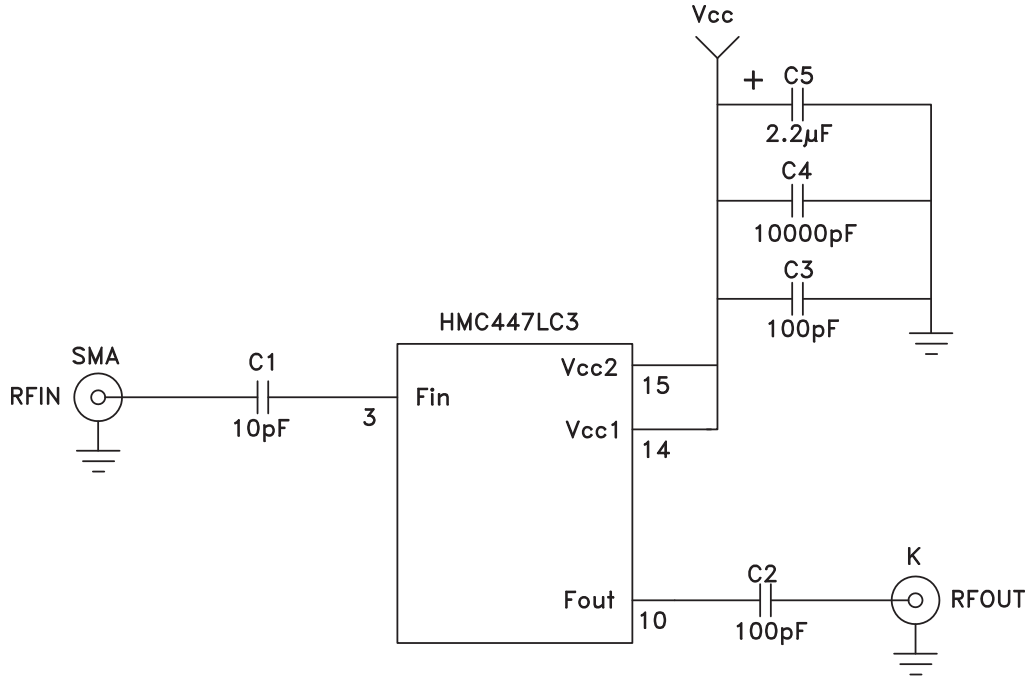 Vcc
+
C5
2.2µF
C4
10000pF
C3
100pF
HMC447LC3
SMA
RFIN
C1
10pF
3
Fin
Vcc2
15
Vcc1
14
Fout
10
C2
100pF
K
RFOUT